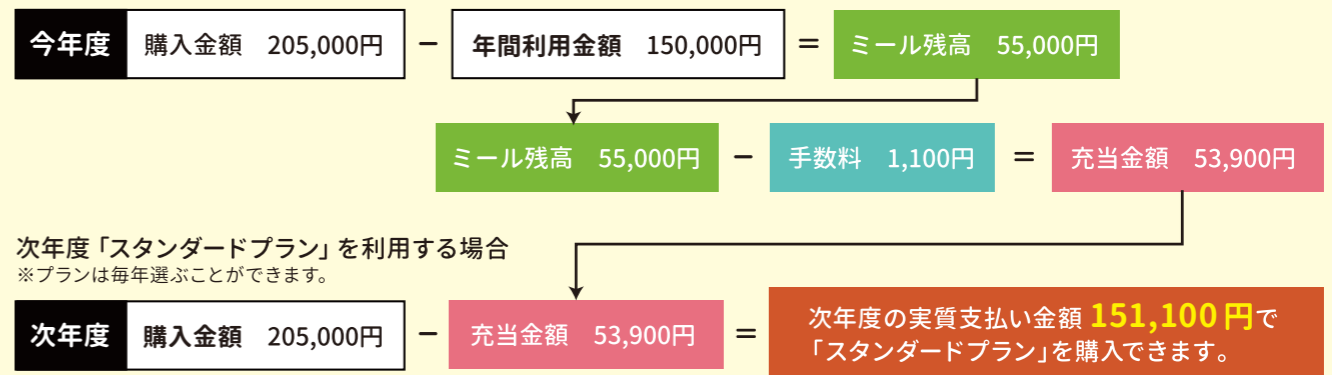 今年度 購入金額 205,000円 − 年間利用金額 150,000円 = ミール残高 55,000円
ミール残高 55,000円 − 手数料 1,100円 = 充当金額 53,900円
次年度「スタンダードプラン」を利用する場合
※プランは毎年選ぶことができます。
次年度 購入金額 205,000円 − 充当金額 53,900円 = 次年度の実質支払い金額 151,100円で
「スタンダードプラン」を購入できます。